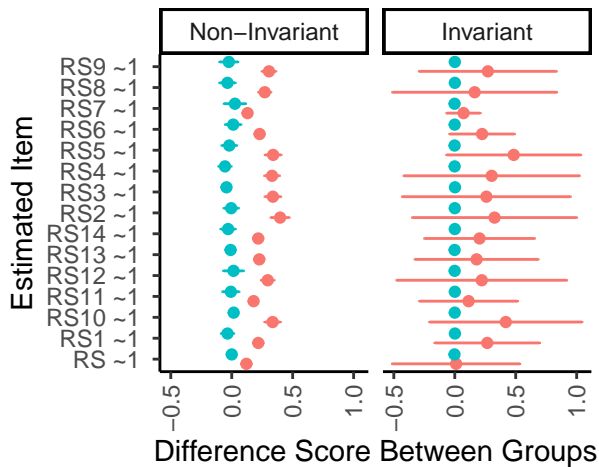 Non−Invariant
Invariant
Estimated Item
RS9 ~1
RS8 ~1
RS7 ~1
RS6 ~1
RS5 ~1
RS4 ~1
RS3 ~1
RS2 ~1
RS14 ~1
RS13 ~1
RS12 ~1
RS11 ~1
RS10 ~1
RS1 ~1
RS ~1
−0.5
0.0
0.5
1.0
−0.5
0.0
0.5
1.0
Difference Score Between Groups